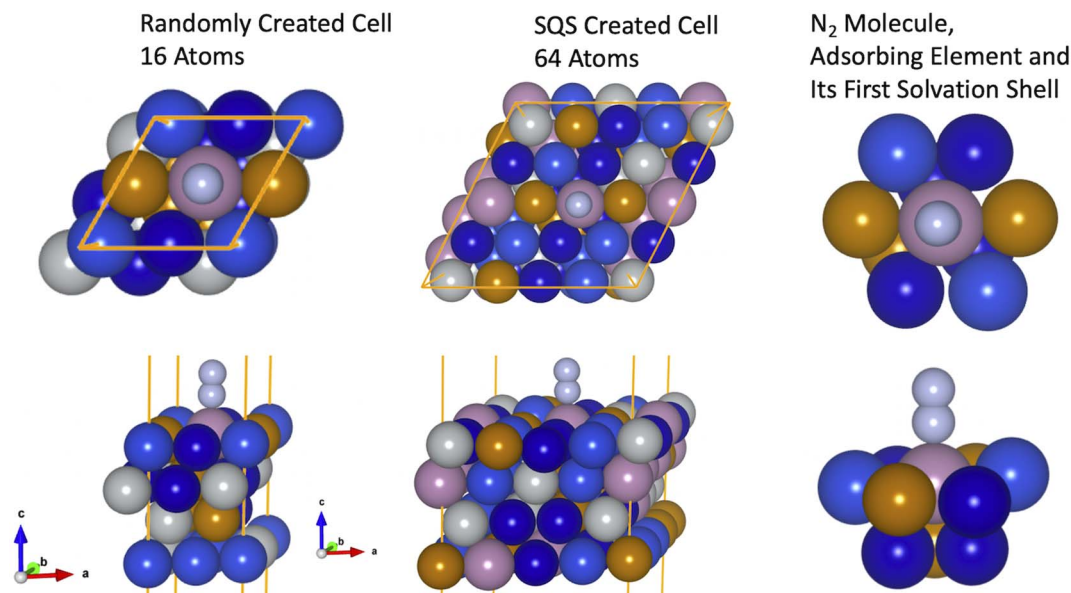 Randomly Created Cell
16 Atoms
SQS Created Cell
64 Atoms
N₂ Molecule,
Adsorbing Element and
Its First Solvation Shell
c
b
a
c
b
a